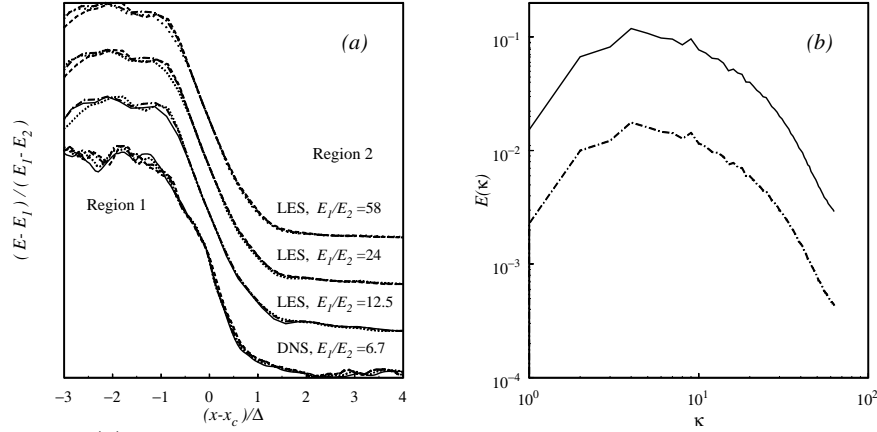 (a)
Region 2
Region 1
LES, E1/E2 =58
LES, E1/E2 =24
LES, E1/E2 =12.5
DNS, E1/E2 =6.7
( E- E1 ) / ( E1- E2 )
−3 −2 −1 0 1 2 3 4
(x-xc )/Δ
(b)
10⁻¹
10⁻²
10⁻³
10⁻⁴
E(κ)
10⁰ 10¹ 10²
κ